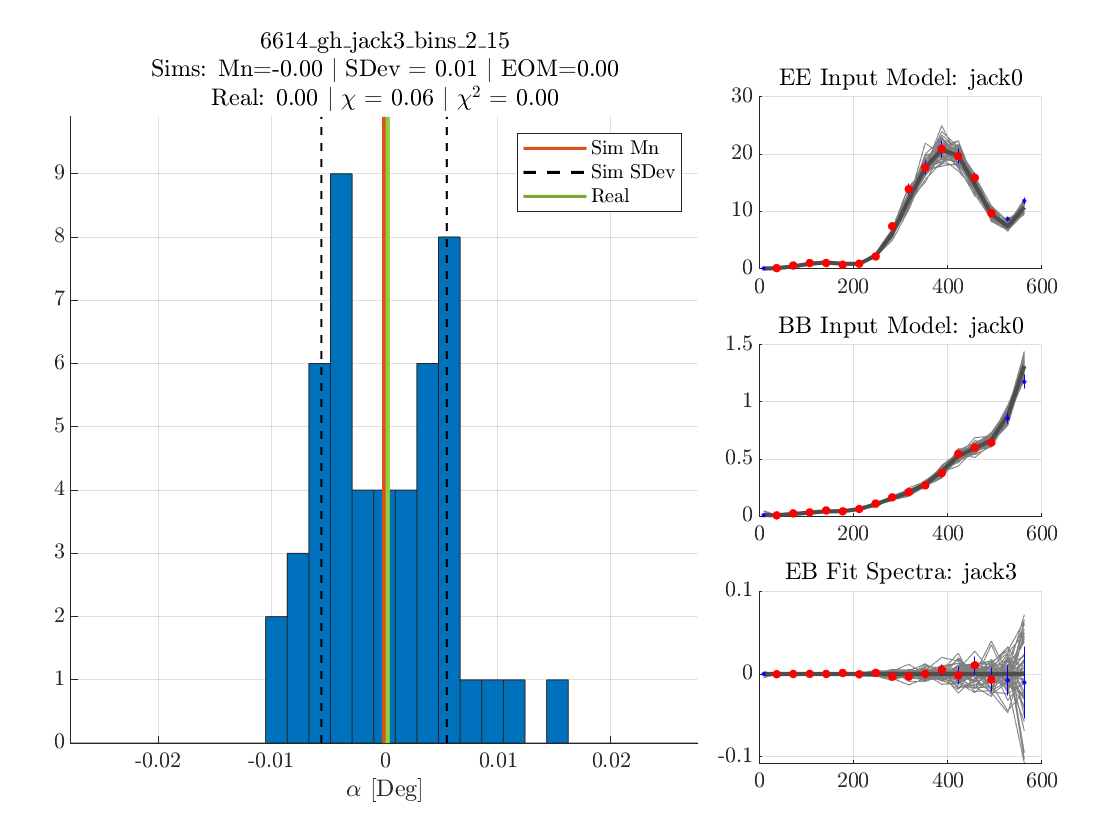 6614_gh_jack3_bins_2_15
Sims: Mn=-0.00 | SDev = 0.01 | EOM=0.00
Real: 0.00 | χ = 0.06 | χ² = 0.00
Sim Mn
Sim SDev
Real
9
8
7
6
5
4
3
2
1
0
-0.02 -0.01 0 0.01 0.02
α [Deg]
EE Input Model: jack0
30
20
10
0
0 200 400 600
BB Input Model: jack0
1.5
1
0.5
0
0 200 400 600
EB Fit Spectra: jack3
0.1
0
-0.1
0 200 400 600